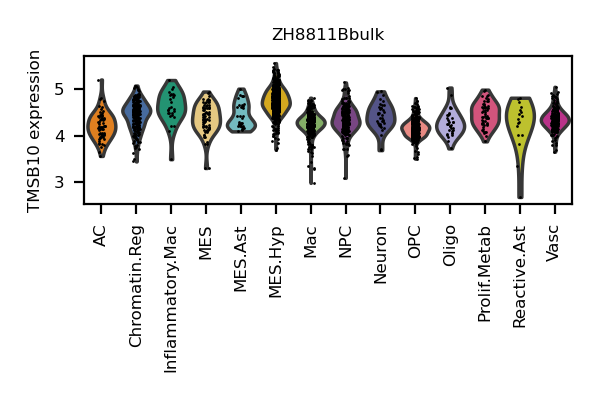 ZH8811Bbulk
TMSB10 expression
5
4
3
AC
Chromatin.Reg
Inflammatory.Mac
MES
MES.Ast
MES.Hyp
Mac
NPC
Neuron
OPC
Oligo
Prolif.Metab
Reactive.Ast
Vasc